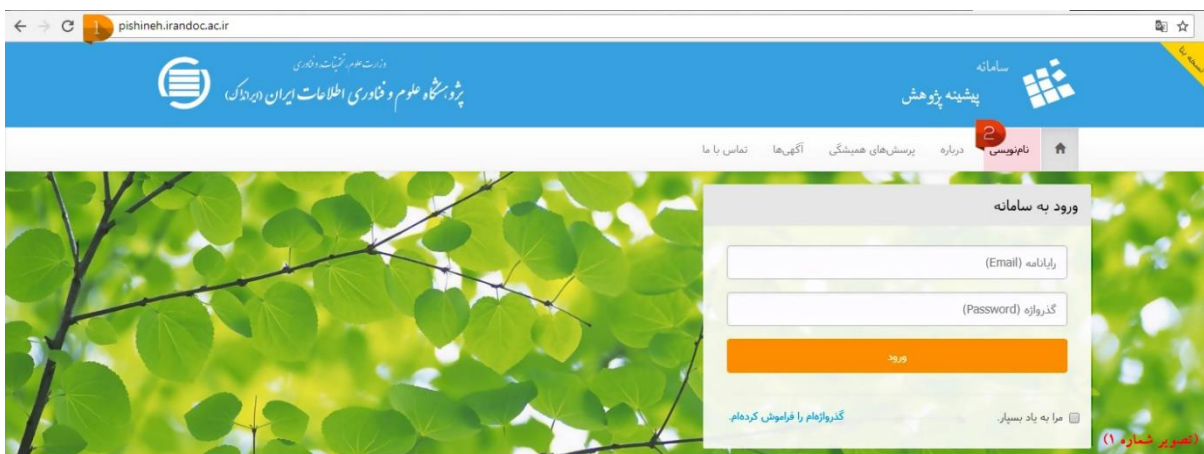 1 pishineh.irandoc.ac.ir
نسخه بتا
سامانه
پیشینه پژوهش
وزارت علوم، تحقیقات و فناوری
پژوهشگاه علوم و فناوری اطلاعات ایران (ایرانداک)
2
نام‌نویسی درباره پرسش‌های همیشگی آگهی‌ها تماس با ما
ورود به سامانه
رایانامه (Email)
گذرواژه (Password)
ورود
مرا به یاد بسپار. گذرواژه‌ام را فراموش کرده‌ام.
(تصویر شماره ۱)